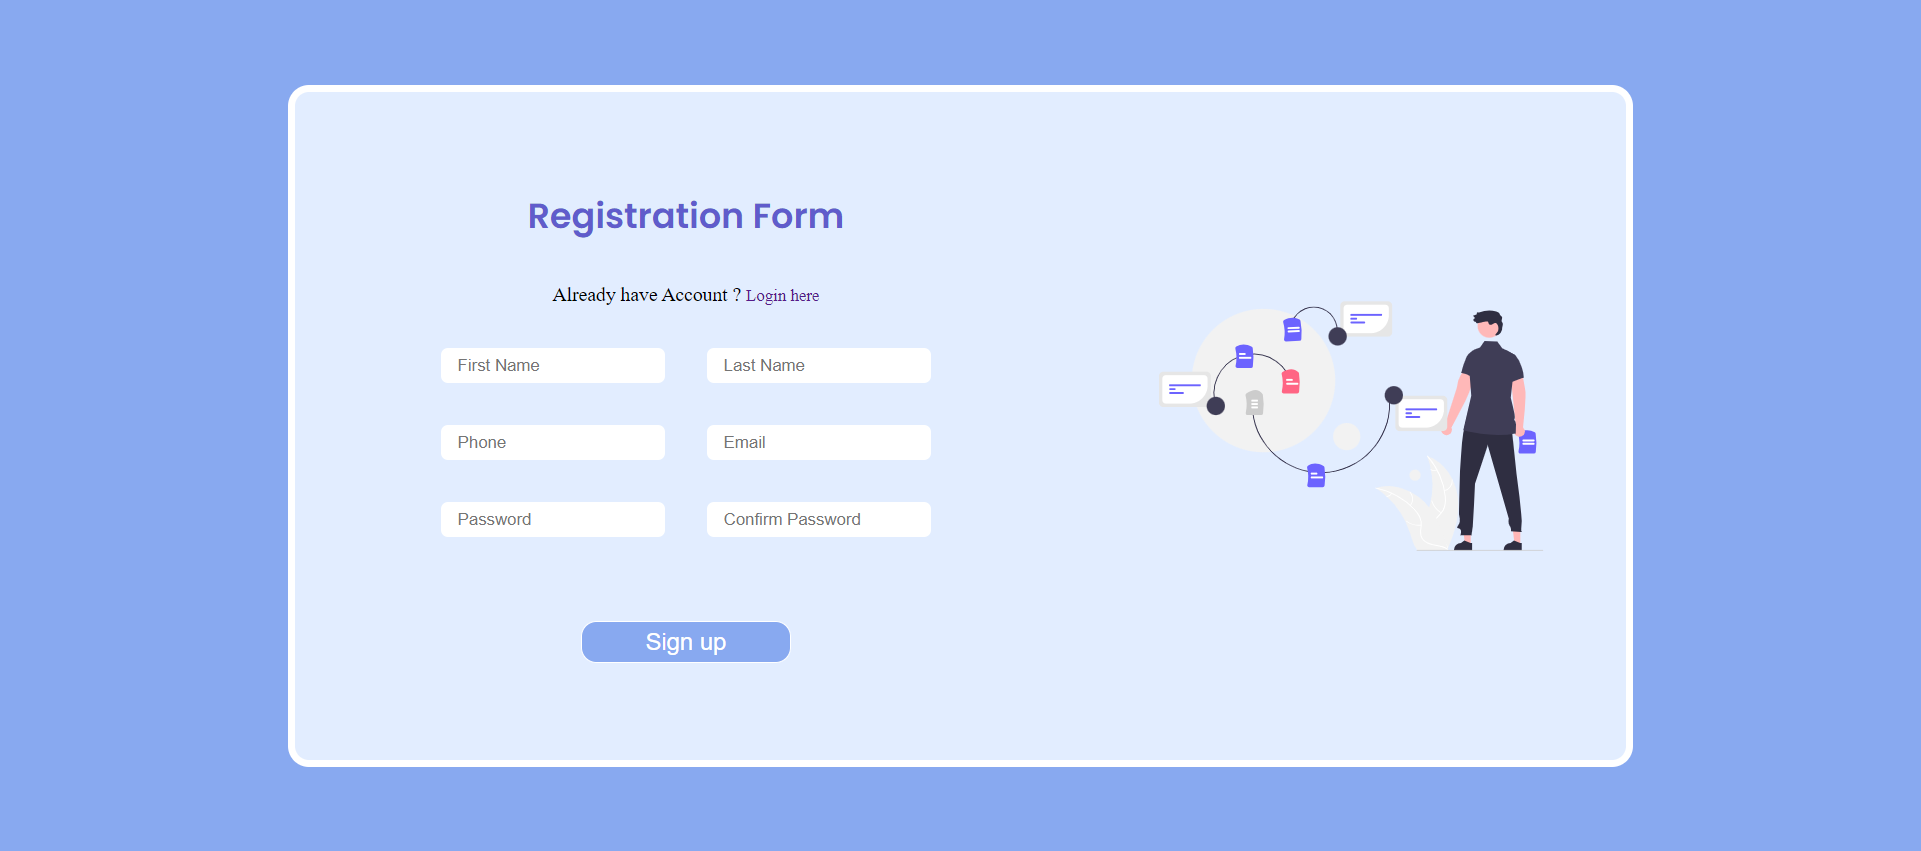 Registration Form
Already have Account ? Login here
First Name
Last Name
Phone
Email
Password
Confirm Password
Sign up